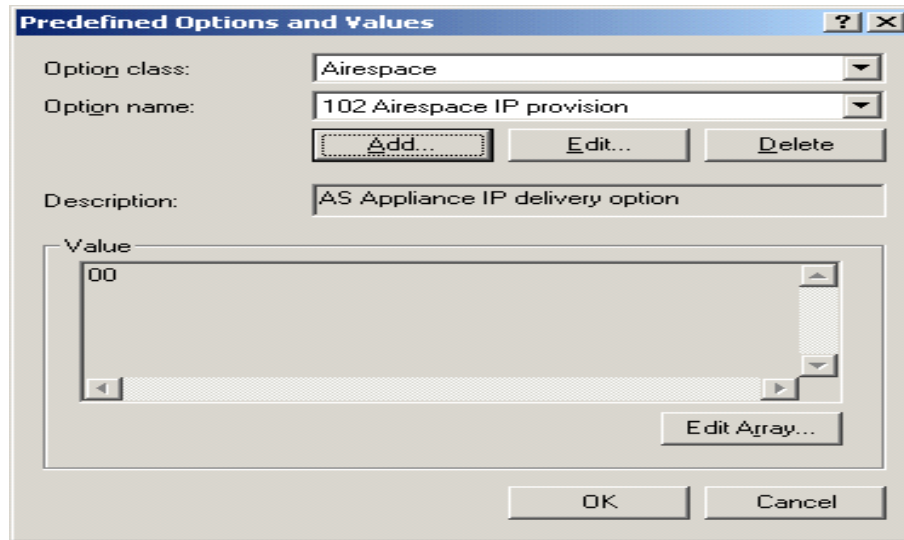 Predefined Options and Values
Option class: Airespace
Option name: 102 Airespace IP provision
Add... Edit... Delete
Description: AS Appliance IP delivery option
Value
00
Edit Array...
OK Cancel